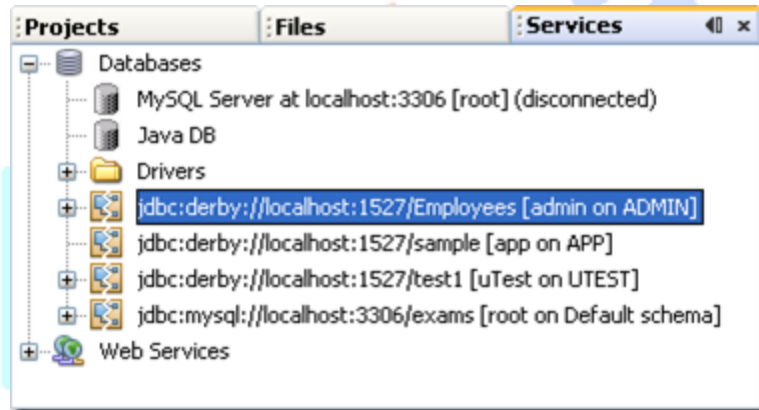 Projects Files Services
Databases
MySQL Server at localhost:3306 [root] (disconnected)
Java DB
Drivers
jdbc:derby://localhost:1527/Employees [admin on ADMIN]
jdbc:derby://localhost:1527/sample [app on APP]
jdbc:derby://localhost:1527/test1 [uTest on UTEST]
jdbc:mysql://localhost:3306/exams [root on Default schema]
Web Services